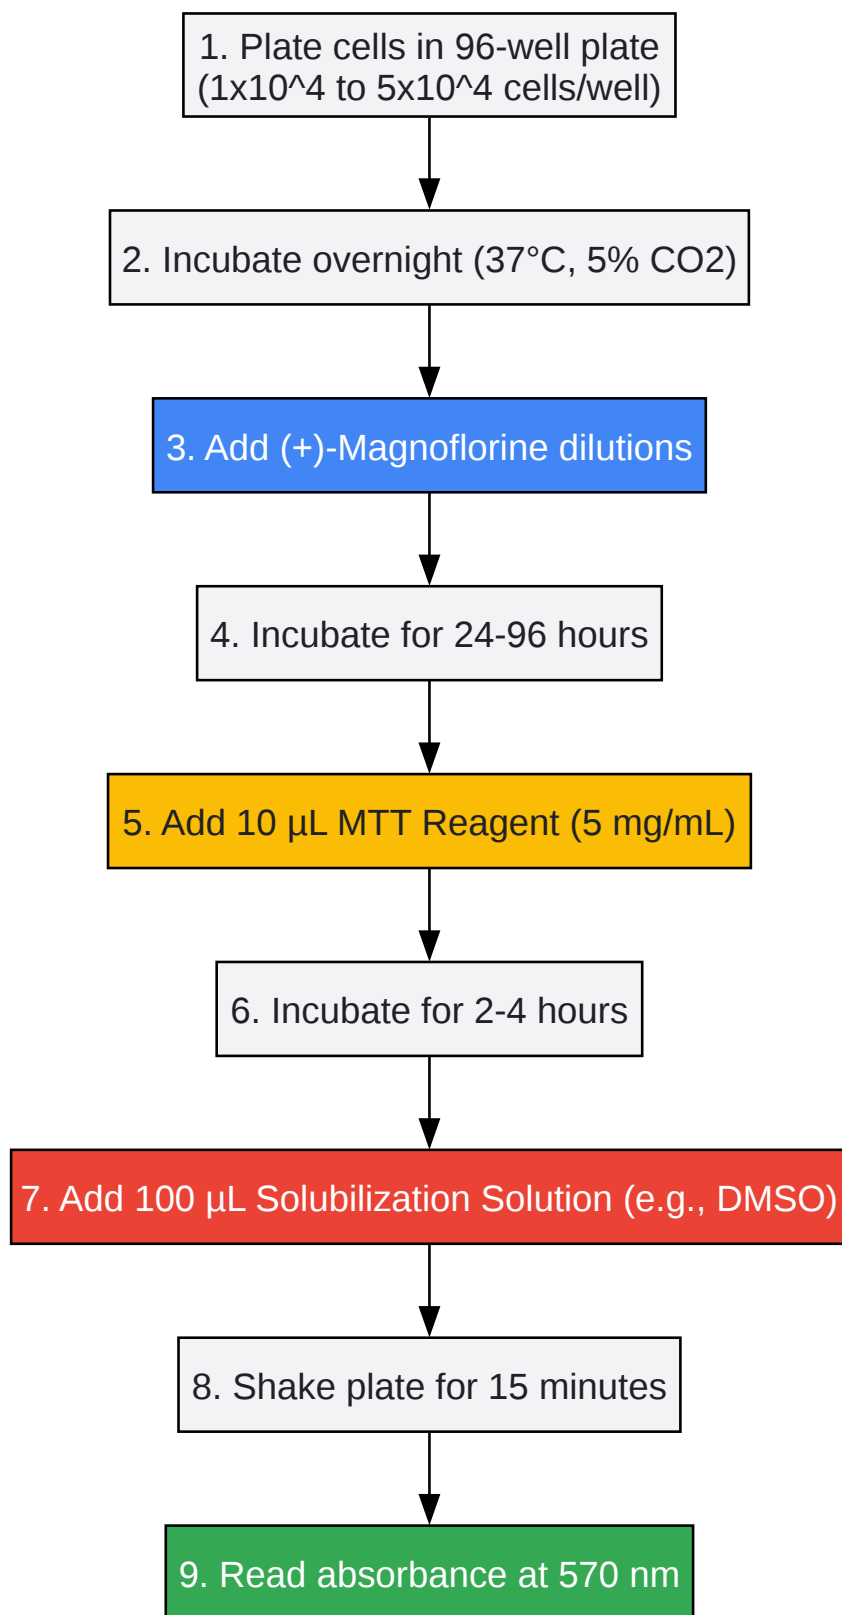 1. Plate cells in 96-well plate
(1x10^4 to 5x10^4 cells/well)
2. Incubate overnight (37°C, 5% CO2)
3. Add (+)-Magnoflorine dilutions
4. Incubate for 24-96 hours
5. Add 10 µL MTT Reagent (5 mg/mL)
6. Incubate for 2-4 hours
7. Add 100 µL Solubilization Solution (e.g., DMSO)
8. Shake plate for 15 minutes
9. Read absorbance at 570 nm